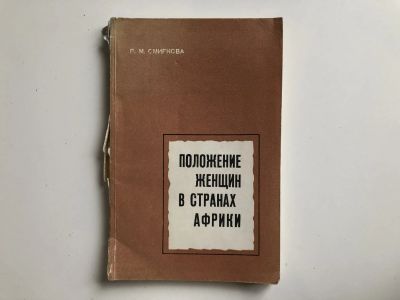 Р. М. СМИРНОВА
ПОЛОЖЕНИЕ
ЖЕНЩИН
В СТРАНАХ
АФРИКИ